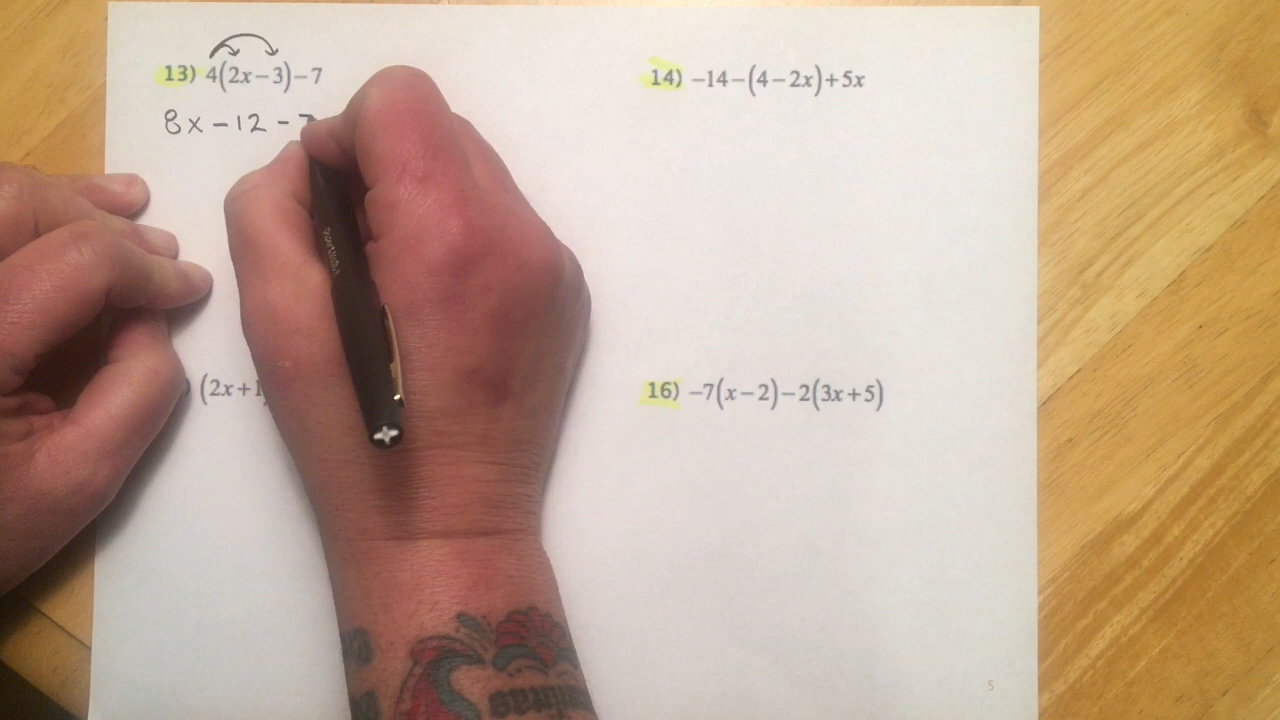 13) 4(2x-3)-7
8x-12-7
14) -14-(4-2x)+5x
) (2x+1
16) -7(x-2)-2(3x+5)
5